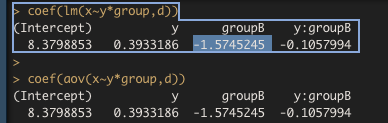 > coef(lm(x~y*group,d))
(Intercept)           y      groupB    y:groupB
  8.3798853   0.3933186  -1.5745245  -0.1057994
>
> coef(aov(x~y*group,d))
(Intercept)           y      groupB    y:groupB
  8.3798853   0.3933186  -1.5745245  -0.1057994